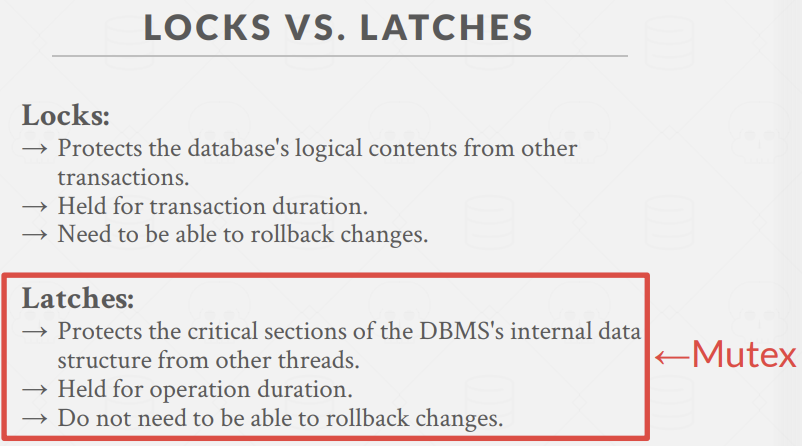 LOCKS VS. LATCHES
Locks:
→ Protects the database's logical contents from other
transactions.
→ Held for transaction duration.
→ Need to be able to rollback changes.
Latches:
→ Protects the critical sections of the DBMS's internal data
structure from other threads.
←Mutex
→ Held for operation duration.
→ Do not need to be able to rollback changes.